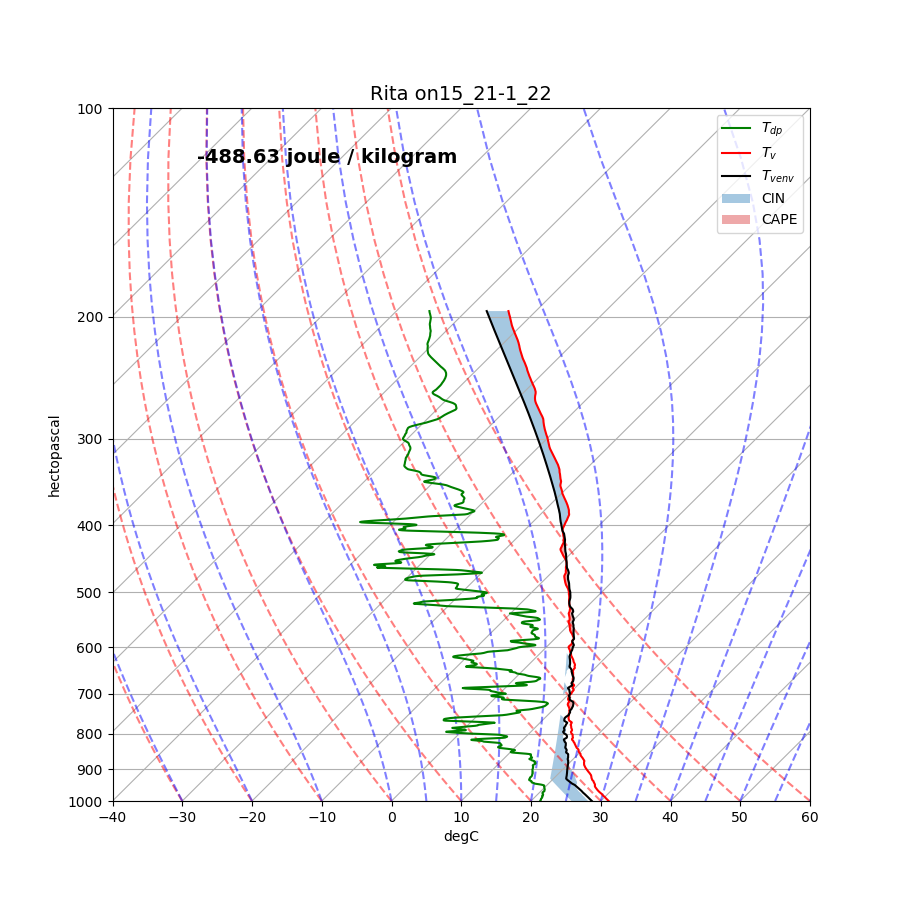 Rita on15_21-1_22
100
-488.63 joule / kilogram
T_dp
T_v
T_venv
CIN
CAPE
200
300
400
500
600
700
800
900
1000
hectopascal
−40 −30 −20 −10 0 10 20 30 40 50 60
degC